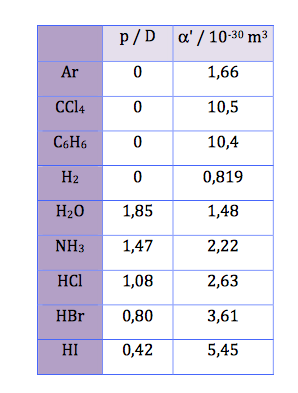 p / D α' / 10-30 m3
Ar 0 1,66
CCl4 0 10,5
C6H6 0 10,4
H2 0 0,819
H2O 1,85 1,48
NH3 1,47 2,22
HCl 1,08 2,63
HBr 0,80 3,61
HI 0,42 5,45